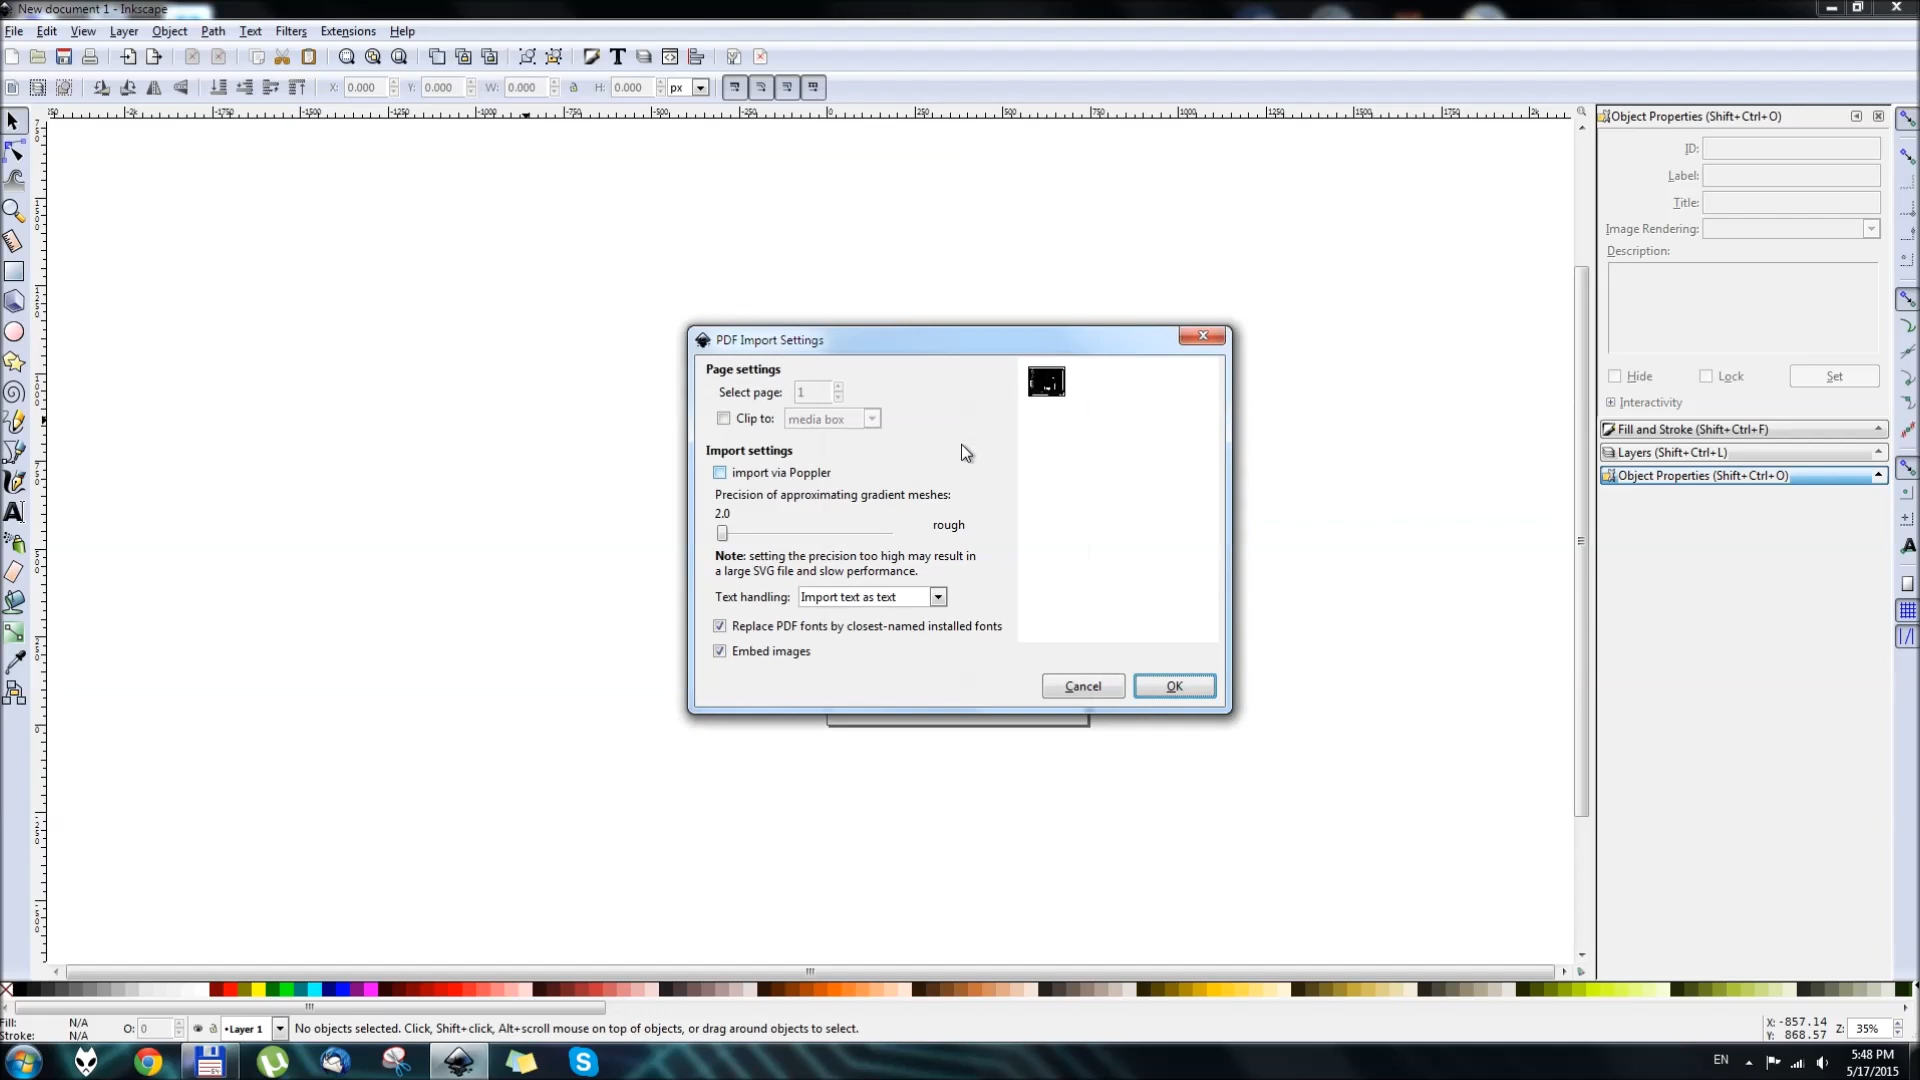 New document 1 - Inkscape
File Edit View Layer Object Path Text Filters Extensions Help
X: 0.000 Y: 0.000 W: 0.000 H: 0.000 px
Object Properties (Shift+Ctrl+O)
ID:
Label:
Title:
Image Rendering:
Description:
Hide Lock Set
Interactivity
Fill and Stroke (Shift+Ctrl+F)
Layers (Shift+Ctrl+L)
Object Properties (Shift+Ctrl+O)
PDF Import Settings
Page settings
Select page: 1
Clip to: media box
Import settings
import via Poppler
Precision of approximating gradient meshes:
2.0
rough
Note: setting the precision too high may result in
a large SVG file and slow performance.
Text handling: Import text as text
Replace PDF fonts by closest-named installed fonts
Embed images
Cancel OK
Fill: N/A
Stroke: N/A
O: 0
•Layer 1
No objects selected. Click, Shift+click, Alt+scroll mouse on top of objects, or drag around objects to select.
X: -857.14
Y: 868.57
Z: 35%
EN
5:48 PM
5/17/2015